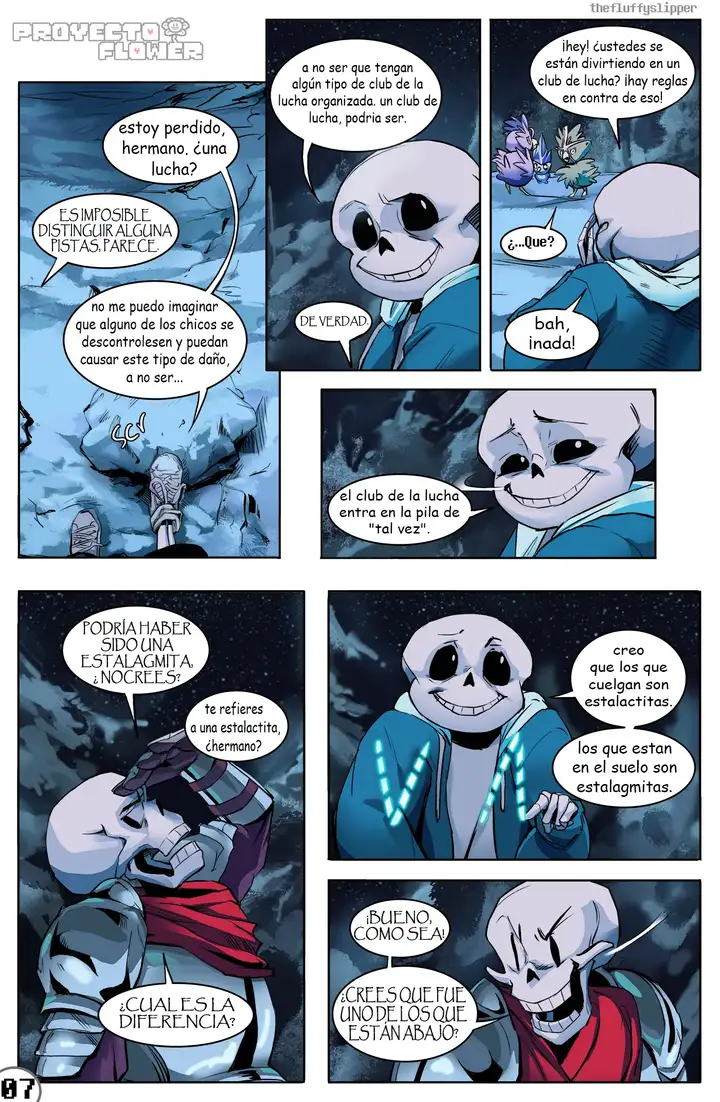 thefluffyslipper
PROYECTO
FLOWER
estoy perdido,
hermano. ¿una
lucha?
ES IMPOSIBLE
DISTINGUIR ALGUNA
PISTAS, PARECE.
no me puedo imaginar
que alguno de los chicos se
descontrolesen y puedan
causar este tipo de daño,
a no ser...
SCR
a no ser que tengan
algún tipo de club de la
lucha organizada. un club de
lucha, podria ser.
DE VERDAD.
¡hey! ¿ustedes se
están divirtiendo en un
club de lucha? ¡hay reglas
en contra de eso!
¿...Que?
bah,
¡nada!
el club de la lucha
entra en la pila de
"tal vez".
PODRÍA HABER
SIDO UNA
ESTALAGMITA,
¿NOCREES?
te refieres
a una estalactita,
¿hermano?
¿CUAL ES LA
DIFERENCIA?
creo
que los que
cuelgan son
estalactitas.
los que estan
en el suelo son
estalagmitas.
¡BUENO,
COMO SEA!
¿CREES QUE FUE
UNO DE LOS QUE
ESTÁN ABAJO?
07